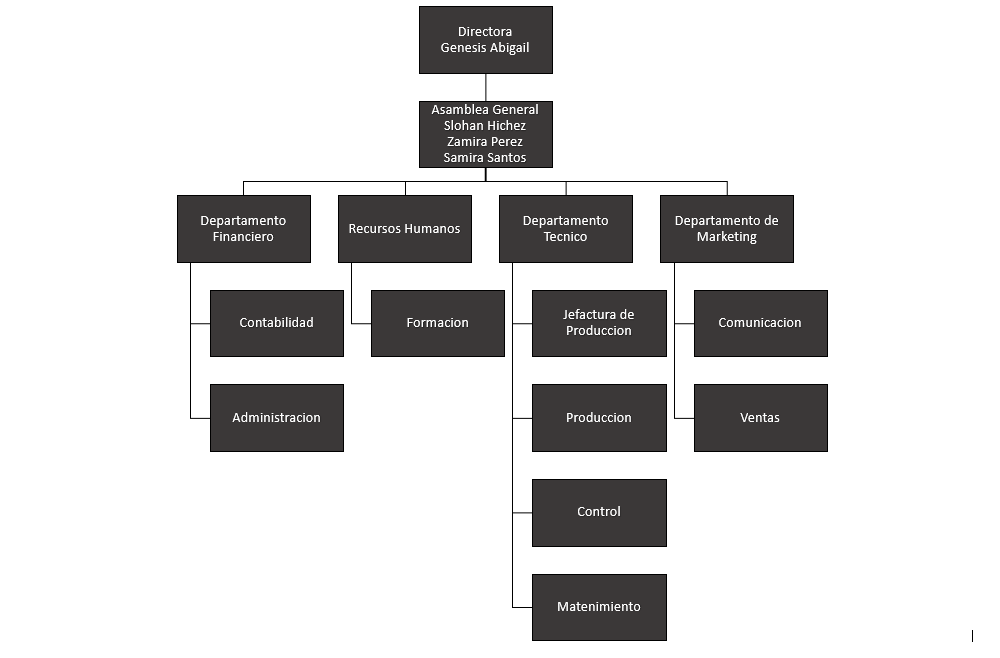 Directora
Genesis Abigail
Asamblea General
Slohan Hichez
Zamira Perez
Samira Santos
Departamento
Financiero
Recursos Humanos
Departamento
Tecnico
Departamento de
Marketing
Contabilidad
Formacion
Jefactura de
Produccion
Comunicacion
Administracion
Produccion
Ventas
Control
Matenimiento